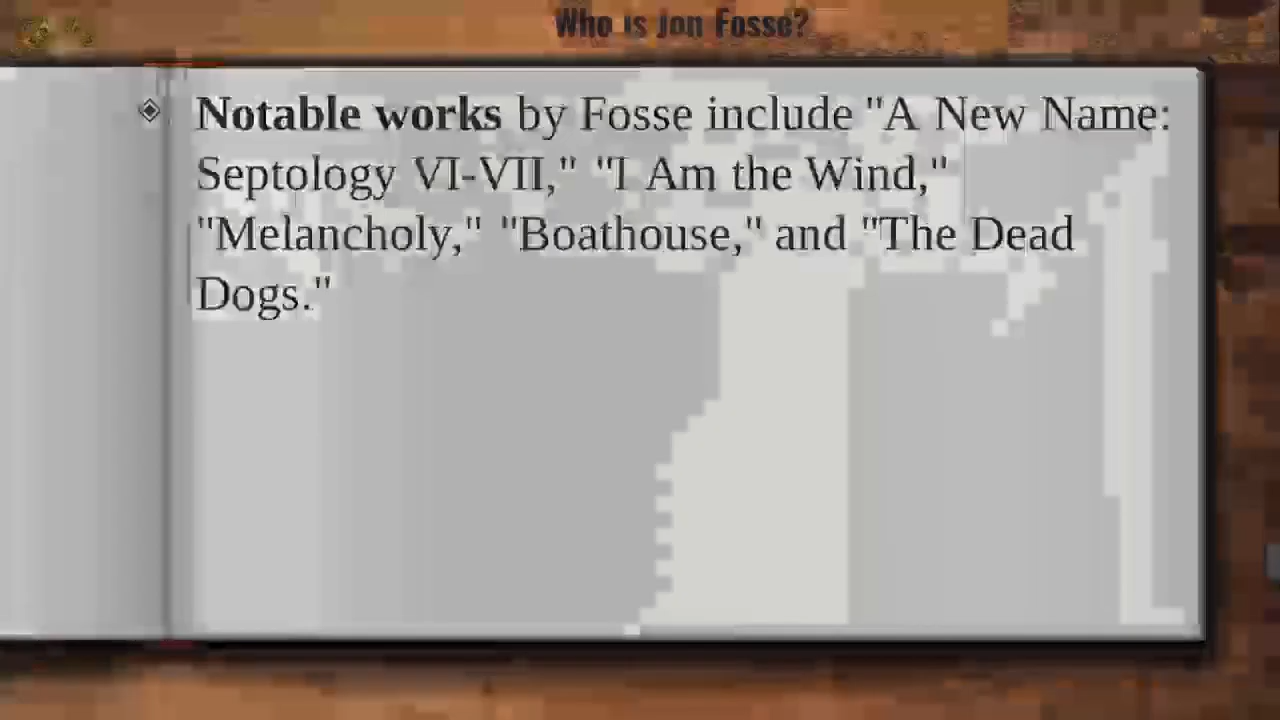 Who is Jon Fosse?
Notable works by Fosse include "A New Name:
Septology VI-VII," "I Am the Wind,"
"Melancholy," "Boathouse," and "The Dead
Dogs."